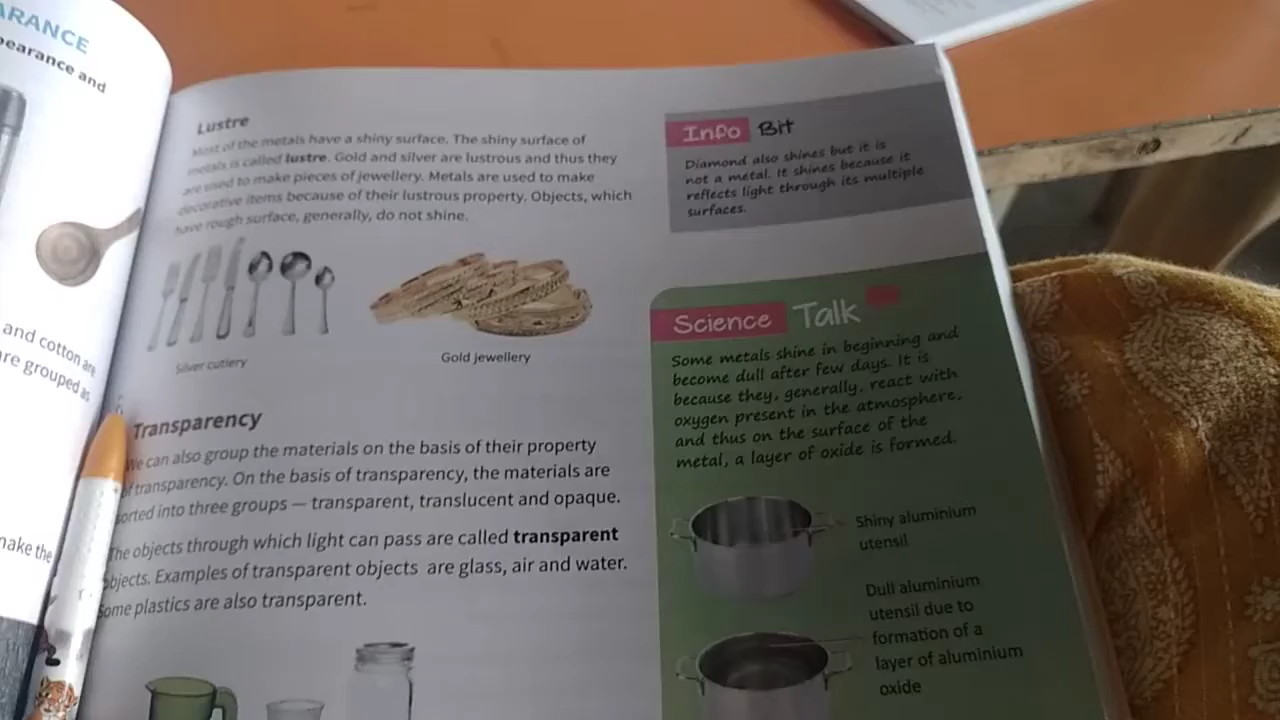 ARANCE
pearance and
and cotton are
re grouped as
make the
Lustre
Most of the metals have a shiny surface. The shiny surface of
metals is called lustre. Gold and silver are lustrous and thus they
are used to make pieces of jewellery. Metals are used to make
decorative items because of their lustrous property. Objects, which
have rough surface, generally, do not shine.
Silver cutlery
Gold jewellery
Transparency
We can also group the materials on the basis of their property
of transparency. On the basis of transparency, the materials are
sorted into three groups — transparent, translucent and opaque.
The objects through which light can pass are called transparent
objects. Examples of transparent objects are glass, air and water.
Some plastics are also transparent.
Info Bit
Diamond also shines but it is
not a metal. It shines because it
reflects light through its multiple
surfaces.
Science Talk
Some metals shine in beginning and
become dull after few days. It is
because they, generally, react with
oxygen present in the atmosphere,
and thus on the surface of the
metal, a layer of oxide is formed.
Shiny aluminium
utensil
Dull aluminium
utensil due to
formation of a
layer of aluminium
oxide